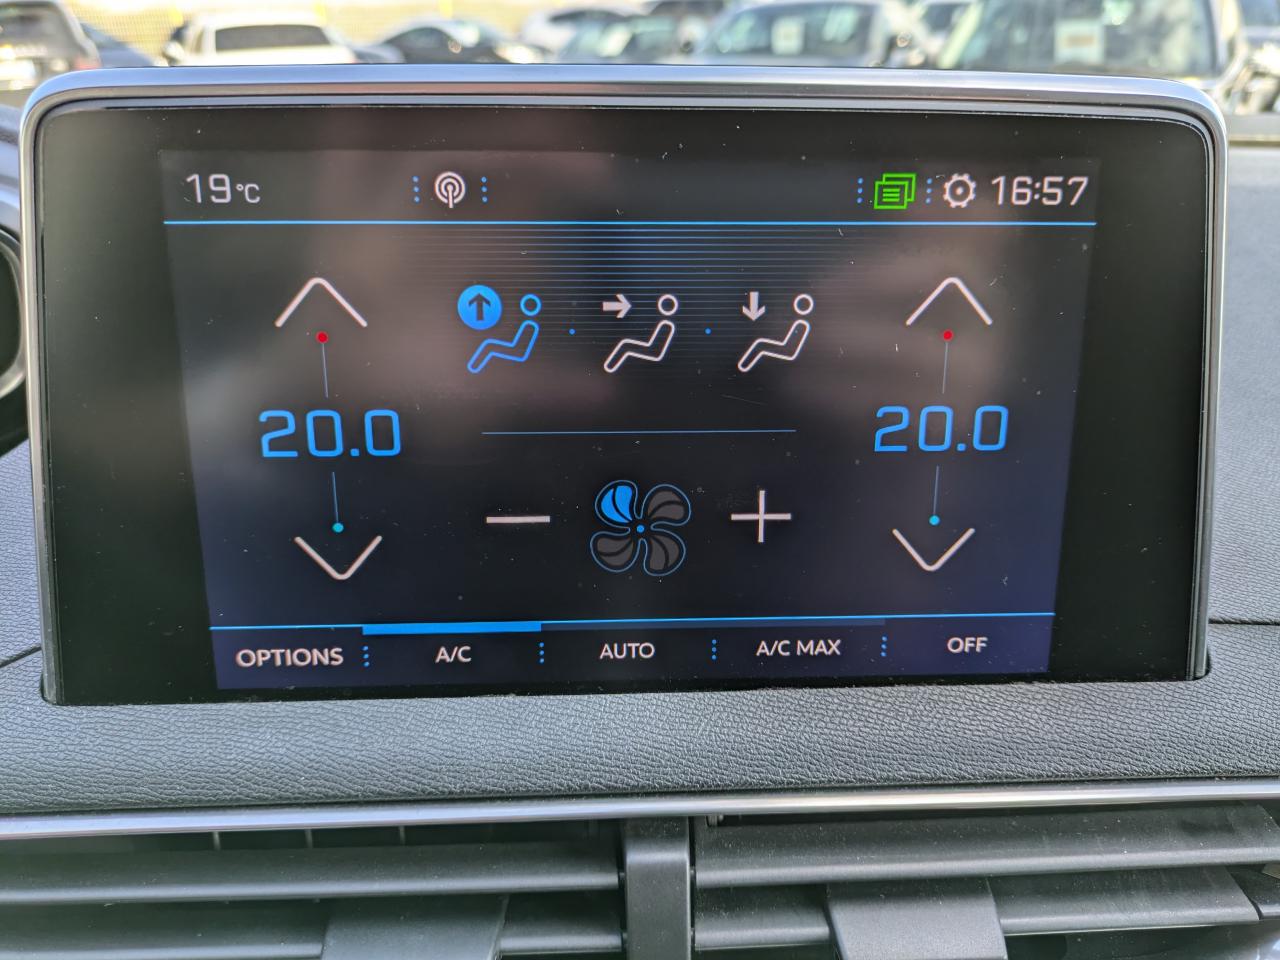 19°C
16:57
20.0
20.0
OPTIONS
A/C
AUTO
A/C MAX
OFF